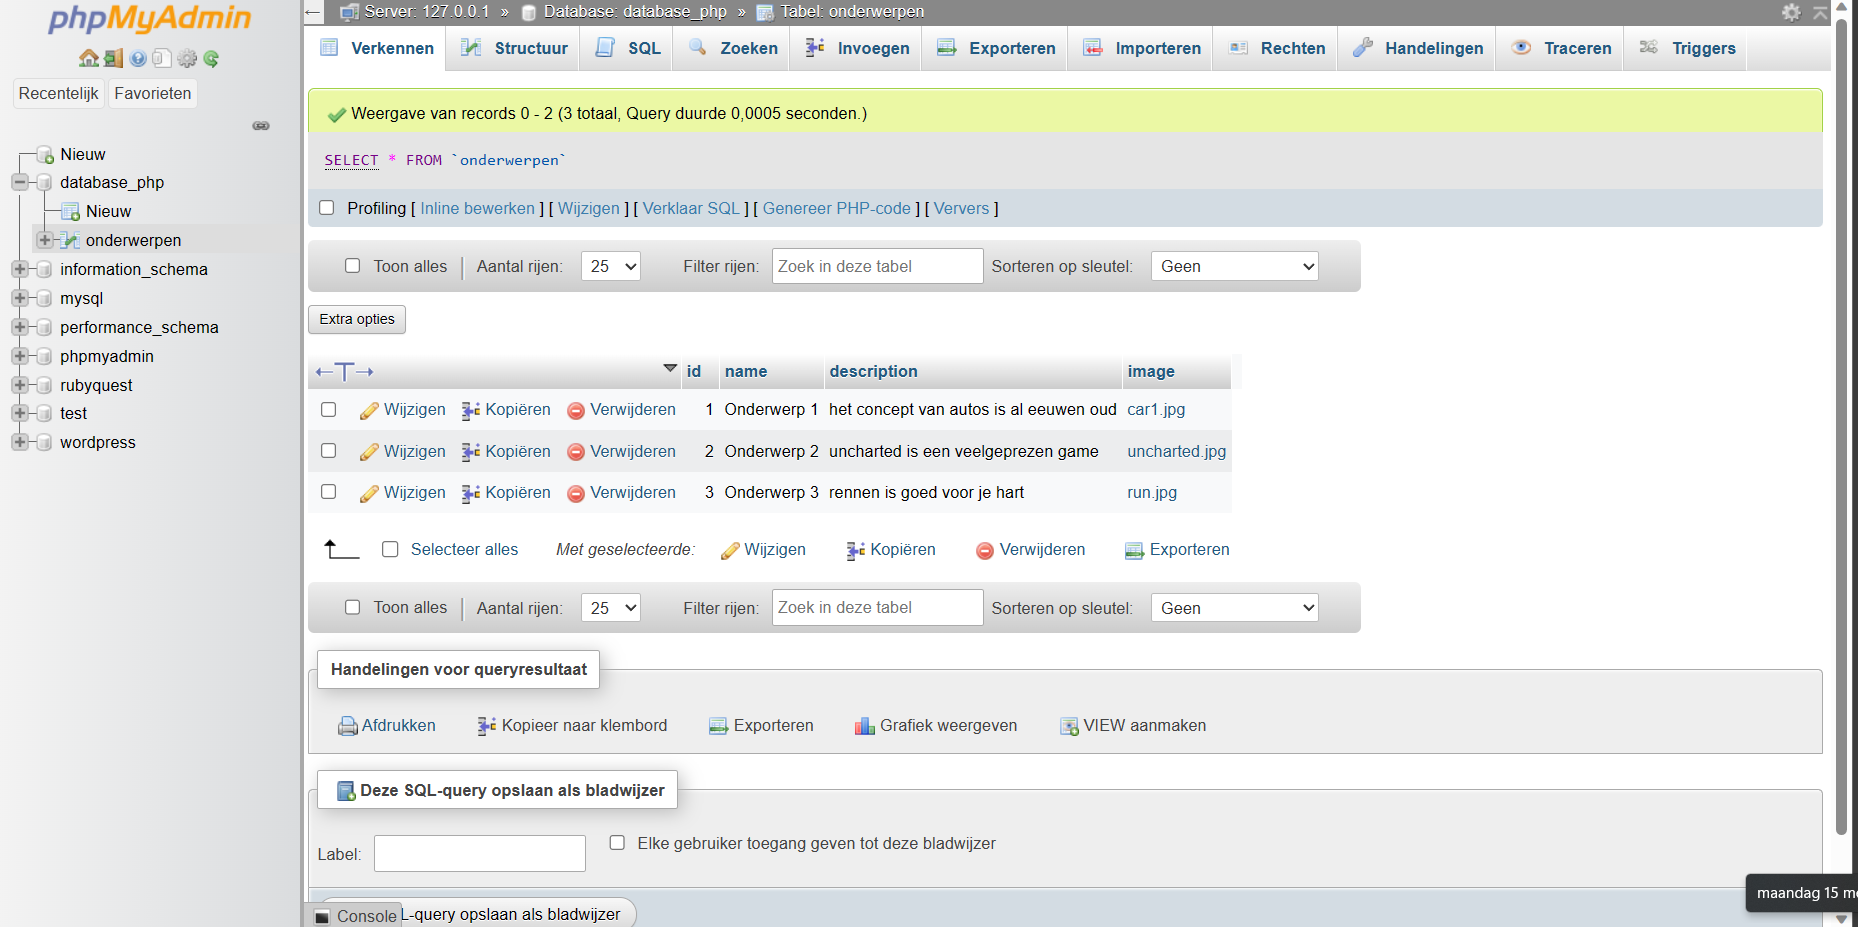 phpMyAdmin
Recentelijk Favorieten
Nieuw
database_php
Nieuw
onderwerpen
information_schema
mysql
performance_schema
phpmyadmin
rubyquest
test
wordpress
Server: 127.0.0.1 » Database: database_php » Tabel: onderwerpen
Verkennen Structuur SQL Zoeken Invoegen Exporteren Importeren Rechten Handelingen Traceren Triggers
Weergave van records 0 - 2 (3 totaal, Query duurde 0,0005 seconden.)
SELECT * FROM `onderwerpen`
Profiling [ Inline bewerken ] [ Wijzigen ] [ Verklaar SQL ] [ Genereer PHP-code ] [ Ververs ]
Toon alles Aantal rijen: 25 Filter rijen: Zoek in deze tabel Sorteren op sleutel: Geen
Extra opties
id name description image
Wijzigen Kopiëren Verwijderen 1 Onderwerp 1 het concept van autos is al eeuwen oud car1.jpg
Wijzigen Kopiëren Verwijderen 2 Onderwerp 2 uncharted is een veelgeprezen game uncharted.jpg
Wijzigen Kopiëren Verwijderen 3 Onderwerp 3 rennen is goed voor je hart run.jpg
Selecteer alles Met geselecteerde: Wijzigen Kopiëren Verwijderen Exporteren
Toon alles Aantal rijen: 25 Filter rijen: Zoek in deze tabel Sorteren op sleutel: Geen
Handelingen voor queryresultaat
Afdrukken Kopieer naar klembord Exporteren Grafiek weergeven VIEW aanmaken
Deze SQL-query opslaan als bladwijzer
Label: Elke gebruiker toegang geven tot deze bladwijzer
maandag 15 me
Console L-query opslaan als bladwijzer